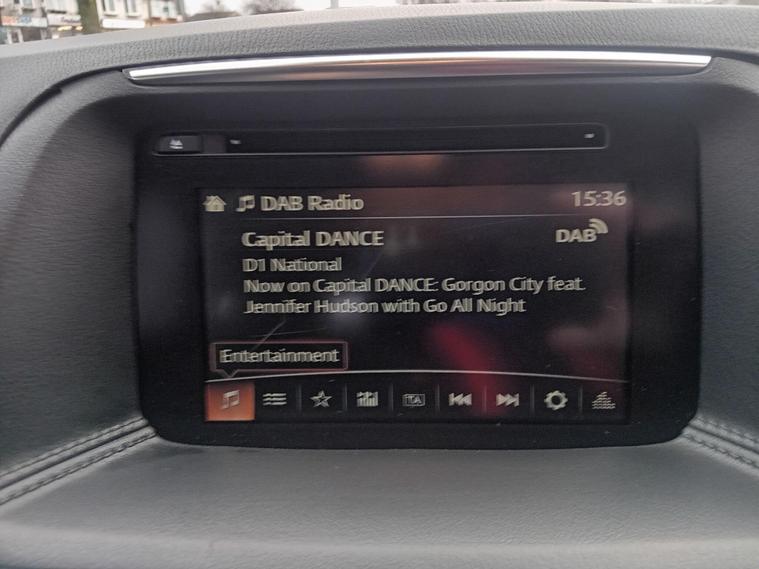 DAB Radio 15:36
Capital DANCE DAB
D1 National
Now on Capital DANCE: Gorgon City feat.
Jennifer Hudson with Go All Night
Entertainment
TA